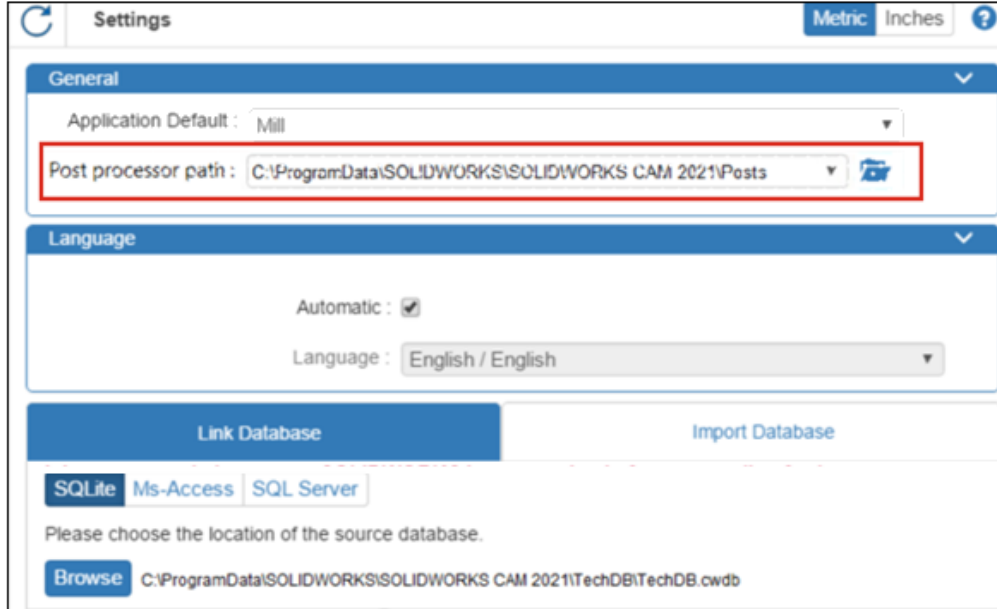 Settings
Metric Inches ?
General
Application Default : Mill
Post processor path : C:\ProgramData\SOLIDWORKS\SOLIDWORKS CAM 2021\Posts
Language
Automatic :
Language : English / English
Link Database
Import Database
SQLite Ms-Access SQL Server
Please choose the location of the source database.
Browse C:\ProgramData\SOLIDWORKS\SOLIDWORKS CAM 2021\TechDB\TechDB.cwdb